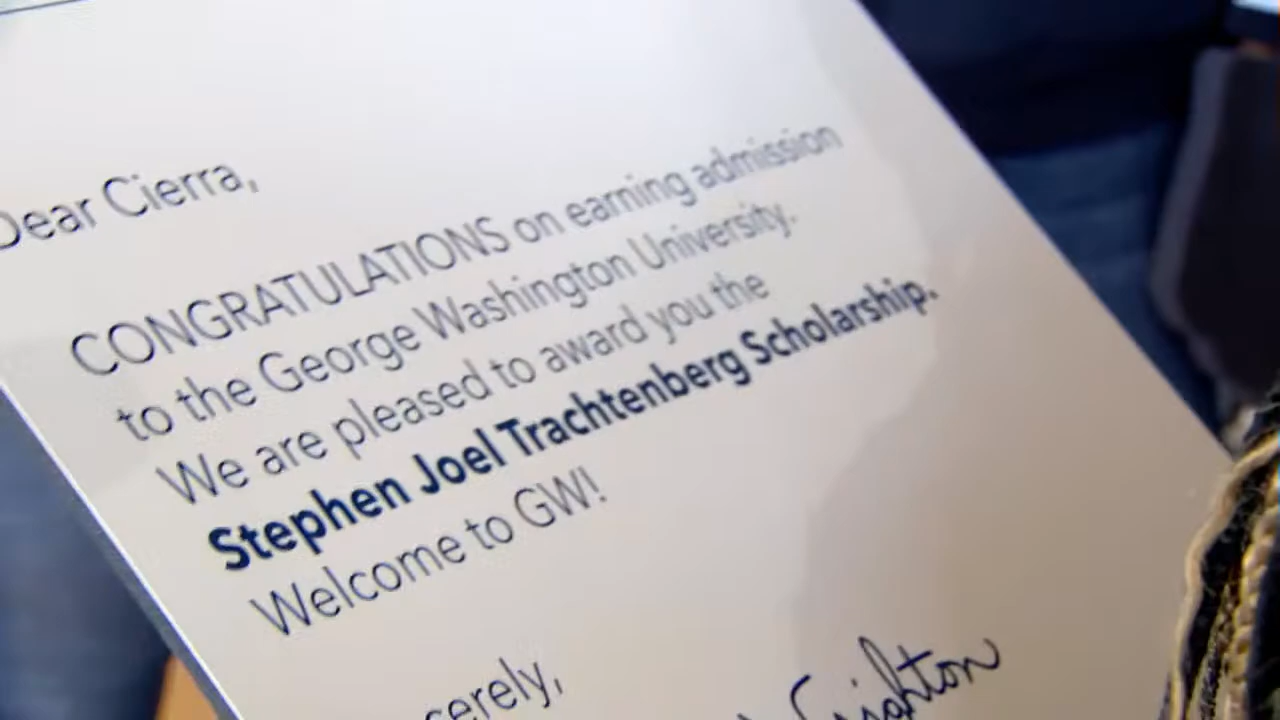 Dear Cierra,
CONGRATULATIONS on earning admission
to the George Washington University.
We are pleased to award you the
Stephen Joel Trachtenberg Scholarship.
Welcome to GW!
cerely,